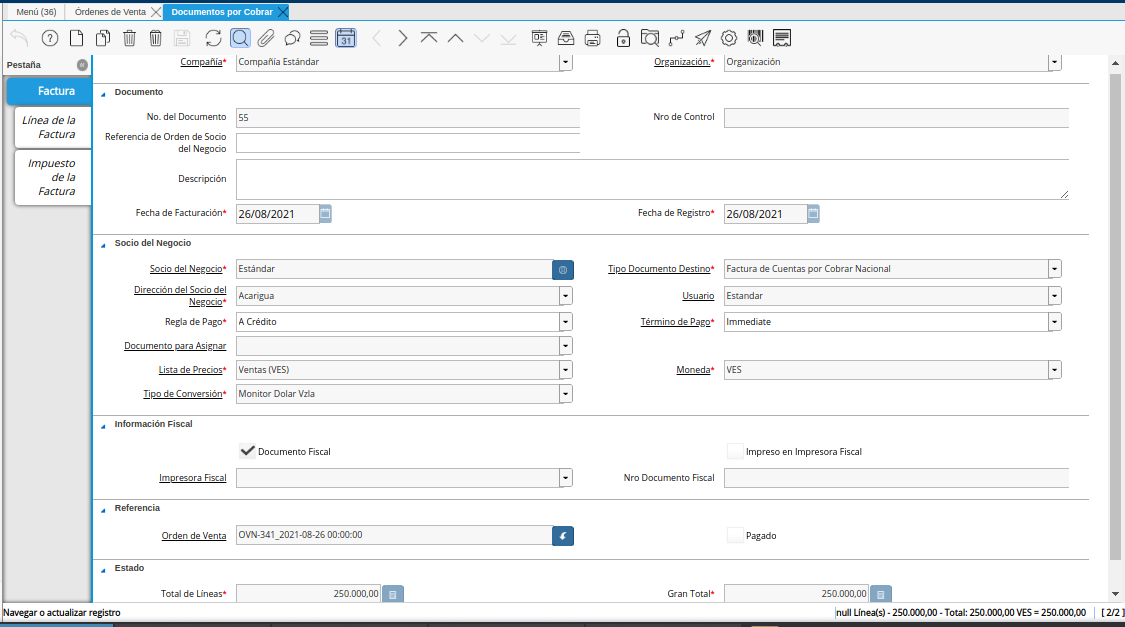 Menú (36) Órdenes de Venta Documentos por Cobrar
31
Pestaña
Factura
Línea de la
Factura
Impuesto
de la
Factura
Compañía* Compañía Estándar Organización.* Organización
Documento
No. del Documento 55 Nro de Control
Referencia de Orden de Socio
del Negocio
Descripción
Fecha de Facturación* 26/08/2021 Fecha de Registro* 26/08/2021
Socio del Negocio
Socio del Negocio* Estándar Tipo Documento Destino* Factura de Cuentas por Cobrar Nacional
Dirección del Socio del
Negocio* Acarigua Usuario Estandar
Regla de Pago* A Crédito Término de Pago* Immediate
Documento para Asignar
Lista de Precios* Ventas (VES) Moneda* VES
Tipo de Conversión* Monitor Dolar Vzla
Información Fiscal
Documento Fiscal Impreso en Impresora Fiscal
Impresora Fiscal Nro Documento Fiscal
Referencia
Orden de Venta OVN-341_2021-08-26 00:00:00 Pagado
Estado
Total de Líneas* 250.000,00 Gran Total* 250.000,00
Navegar o actualizar registro null Línea(s) - 250.000,00 - Total: 250.000,00 VES = 250.000,00 [ 2/2 ]